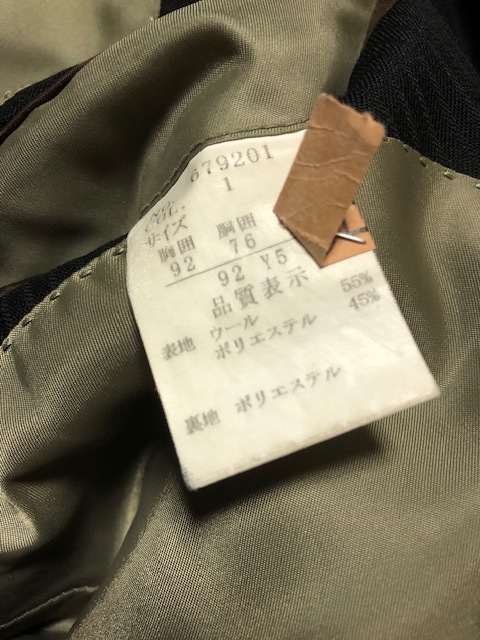 679201
COL. 1
サイズ
胸囲 胴囲
92 76
92 Y5
品質表示
表地 ウール 55%
ポリエステル 45%
裏地 ポリエステル